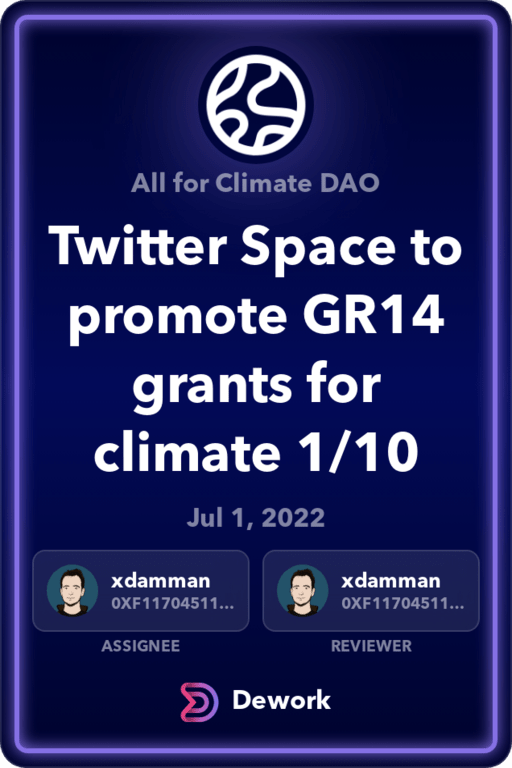 All for Climate DAO
Twitter Space to
promote GR14
grants for
climate 1/10
Jul 1, 2022
xdamman
0XF11704511...
ASSIGNEE
xdamman
0XF11704511...
REVIEWER
Dework